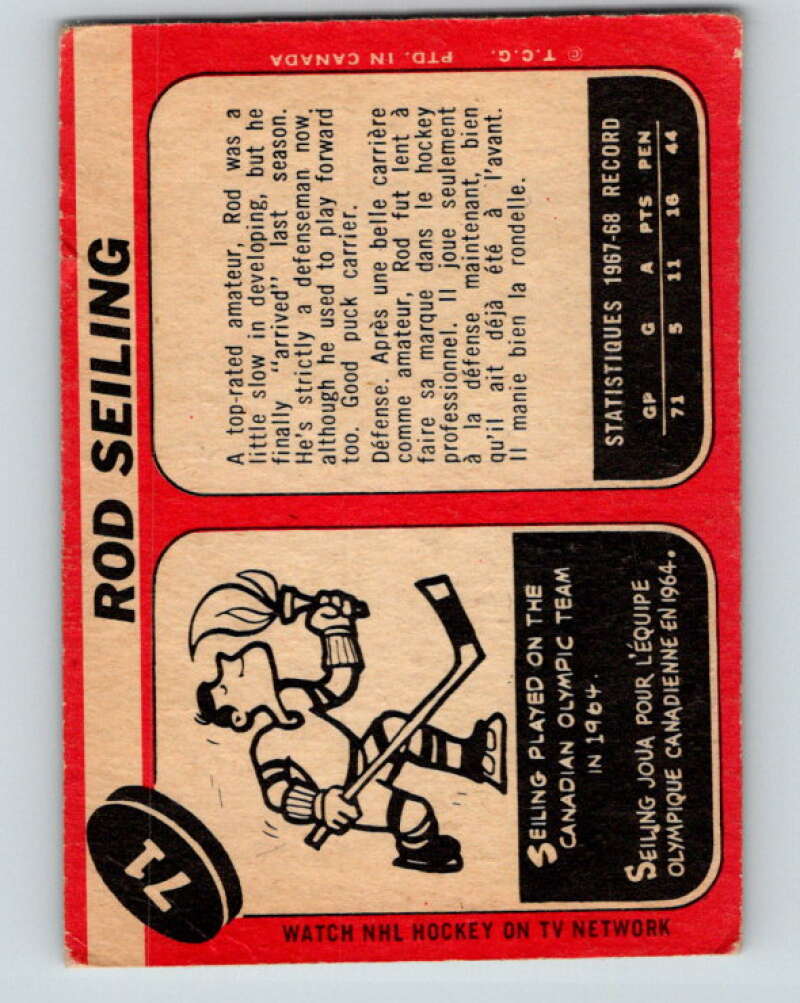 71
ROD SEILING
SEILING PLAYED ON THE
CANADIAN OLYMPIC TEAM
IN 1964.
SEILING JOUA POUR L'ÉQUIPE
OLYMPIQUE CANADIENNE EN 1964.
A top-rated amateur, Rod was a
little slow in developing, but he
finally "arrived" last season.
He's strictly a defenseman now,
although he used to play forward
too. Good puck carrier.
Défense. Après une belle carrière
comme amateur, Rod fut lent à
faire sa marque dans le hockey
professionnel. Il joue seulement
à la défense maintenant, bien
qu'il ait déjà été à l'avant.
Il manie bien la rondelle.
STATISTIQUES 1967-68 RECORD
GP G A PTS PEN
71 5 11 16 44
WATCH NHL HOCKEY ON TV NETWORK
© T.C.G. PTD. IN CANADA